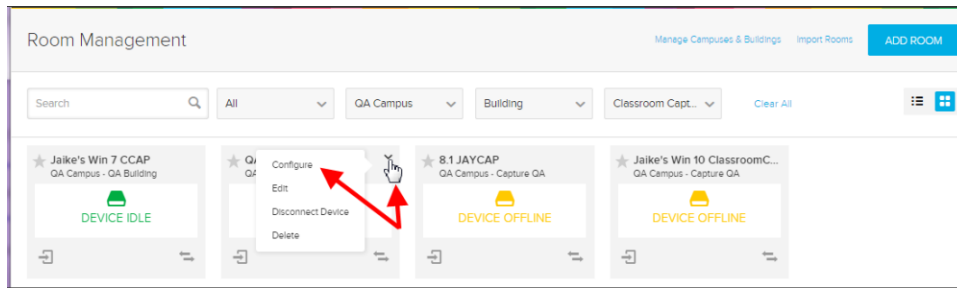 Room Management
Manage Campuses & Buildings Import Rooms ADD ROOM
Search All QA Campus Building Classroom Capt... Clear All
Jaike's Win 7 CCAP
QA Campus - QA Building
DEVICE IDLE
QA
QA
Configure
Edit
Disconnect Device
Delete
8.1 JAYCAP
QA Campus - Capture QA
DEVICE OFFLINE
Jaike's Win 10 ClassroomC...
QA Campus - Capture QA
DEVICE OFFLINE